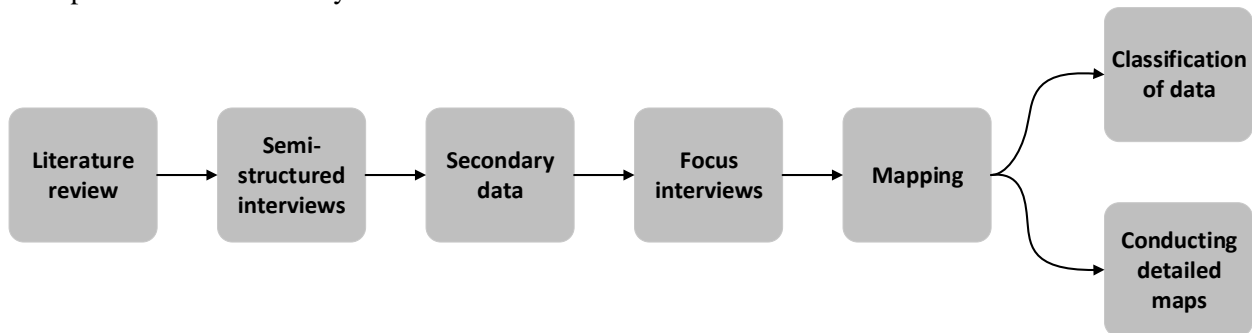 Literature
review
Semi-
structured
interviews
Secondary
data
Focus
interviews
Mapping
Classification
of data
Conducting
detailed
maps